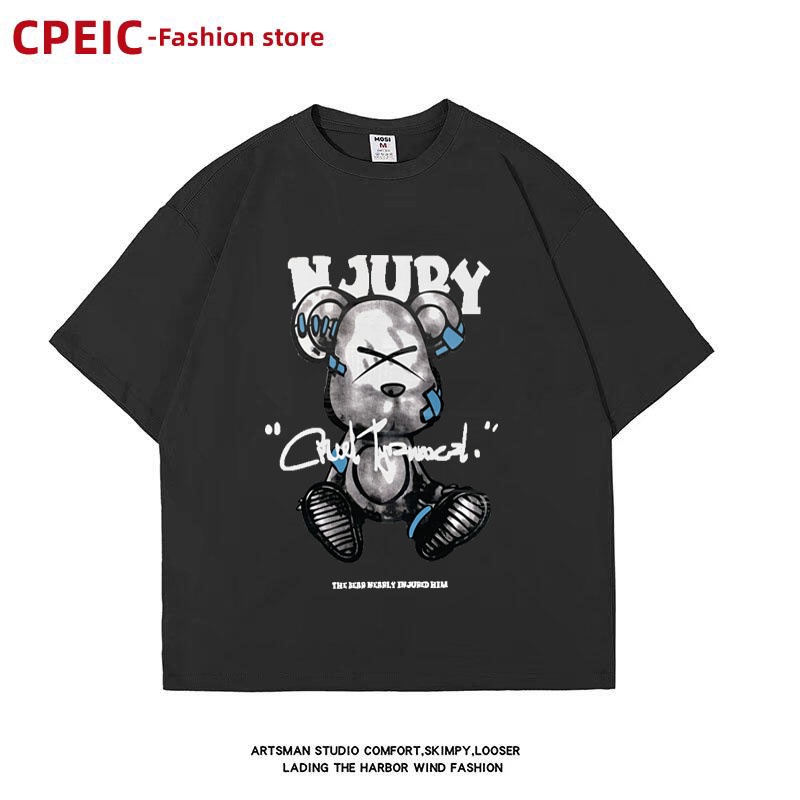 CPEIC-Fashion store
MOSI
M
NJURY
THE BEAR NEARLY INJURED HIM
ARTSMAN STUDIO COMFORT,SKIMPY,LOOSER
LADING THE HARBOR WIND FASHION